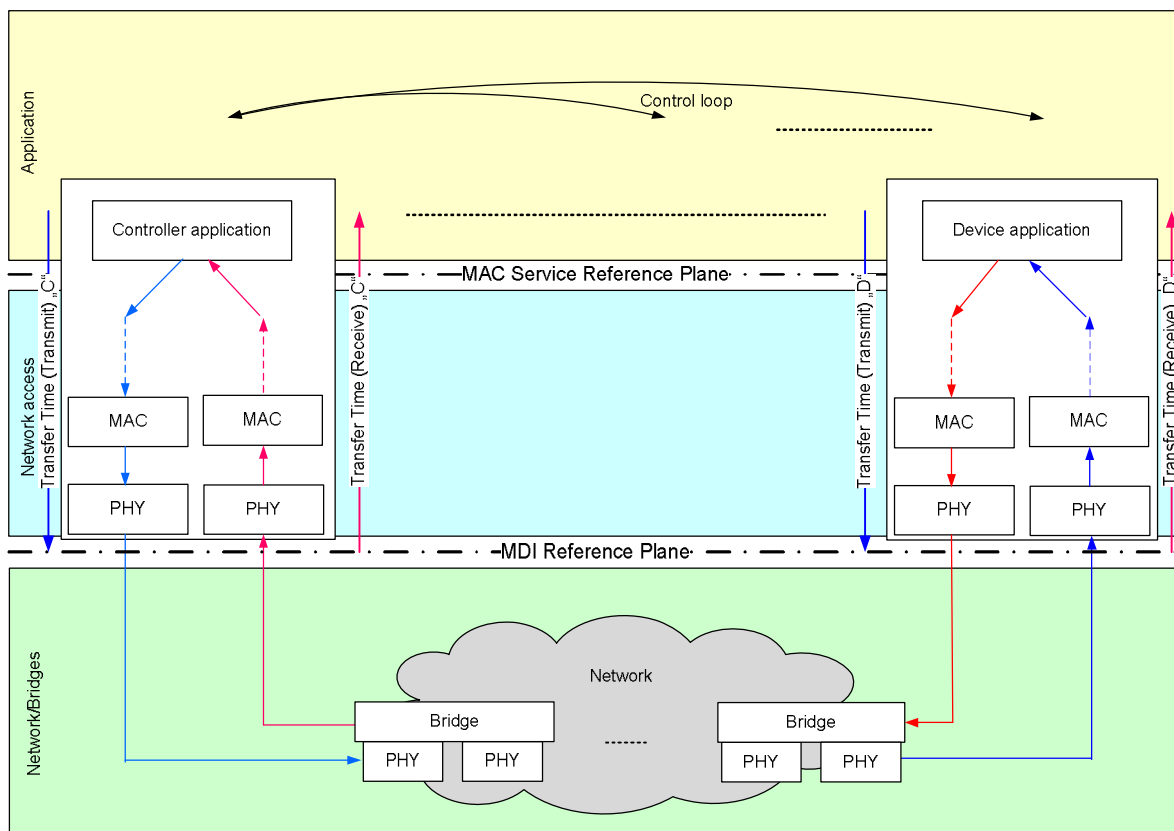 Application
Control loop
Controller application
Device application
MAC Service Reference Plane
Network access
Transfer Time (Transmit) „C“
Transfer Time (Receive) „C“
Transfer Time (Transmit) „D“
Transfer Time (Receive) „D“
MAC
MAC
MAC
MAC
PHY
PHY
PHY
PHY
MDI Reference Plane
Network/Bridges
Network
Bridge
Bridge
PHY
PHY
PHY
PHY